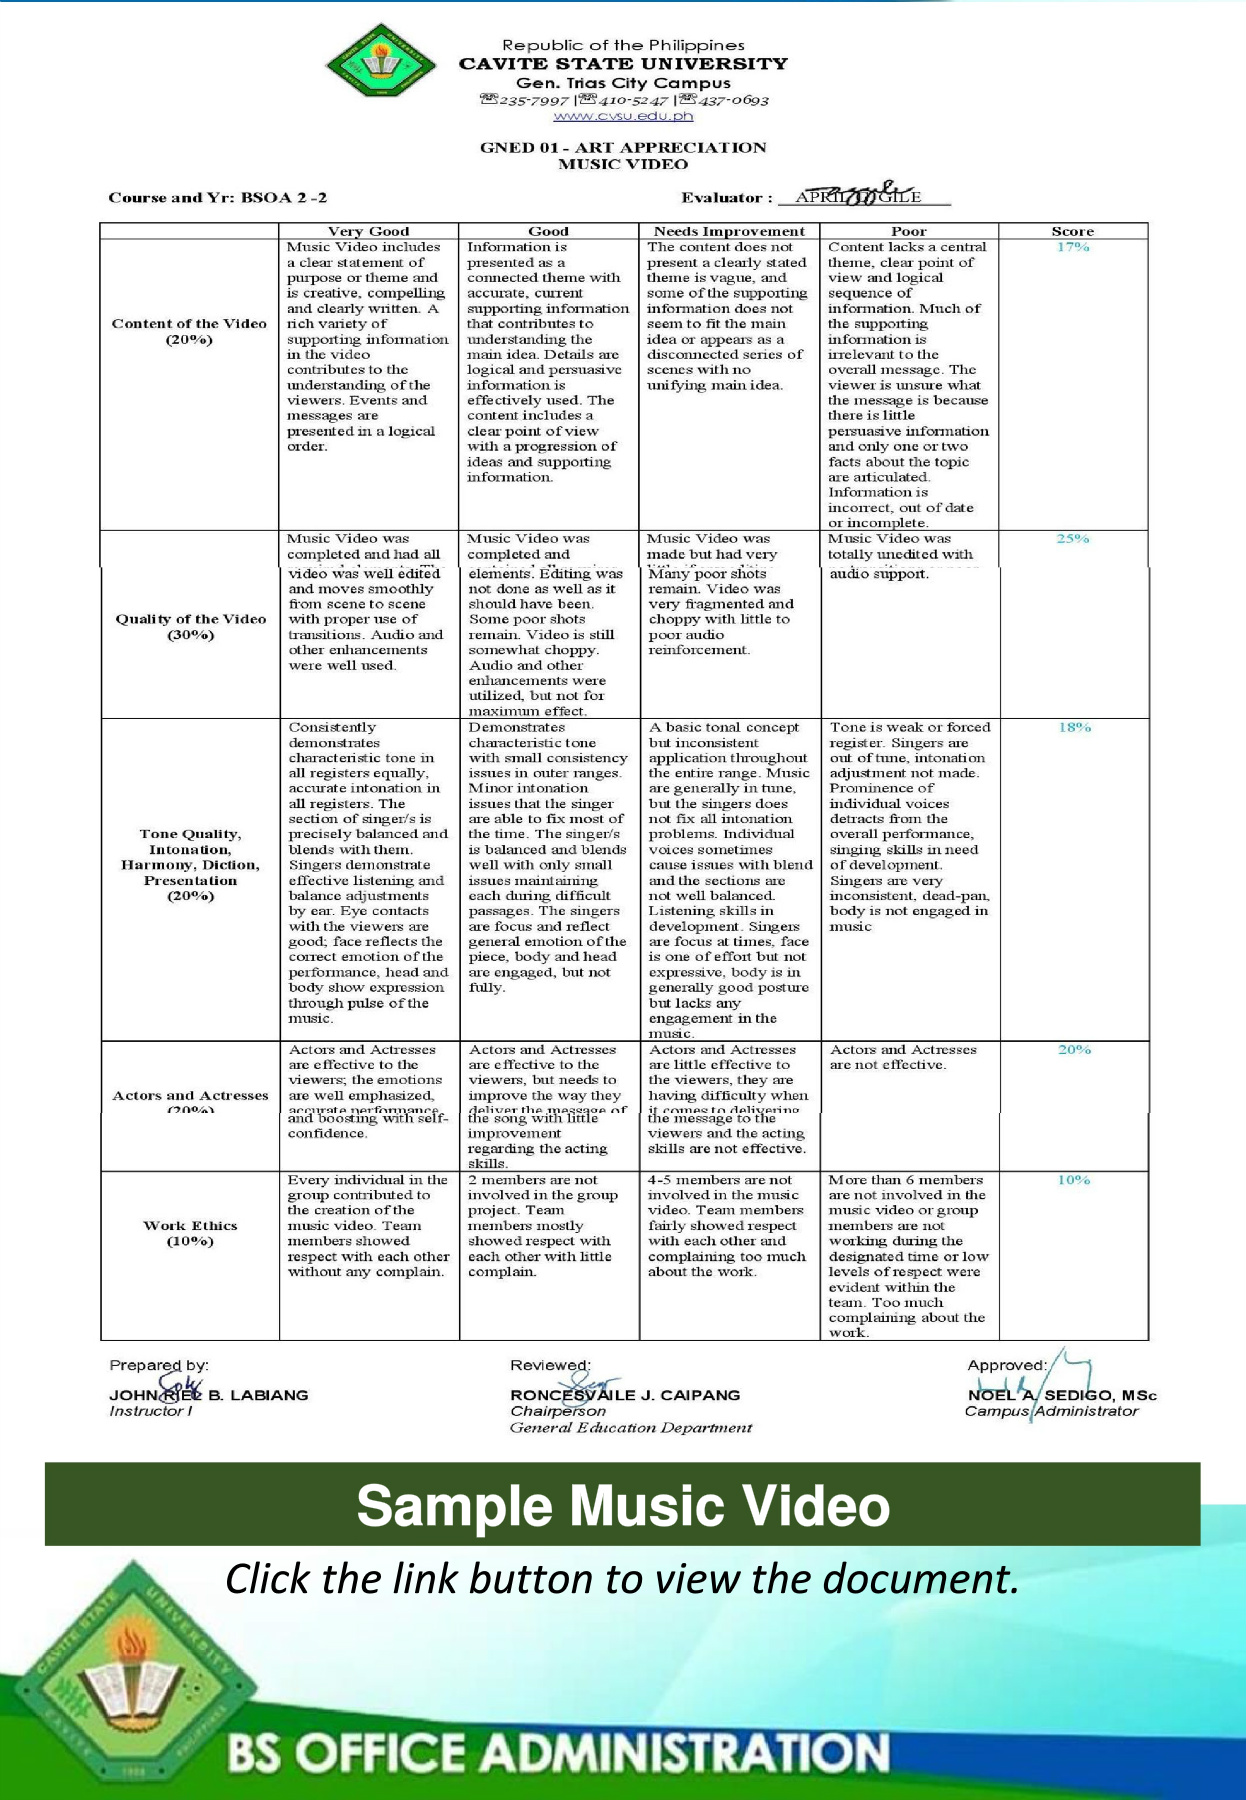 Republic of the Philippines
CAVITE STATE UNIVERSITY
Gen. Trias City Campus
☏235-7997 |☏410-5247 |☏437-0693
www.cvsu.edu.ph
GNED 01 - ART APPRECIATION
MUSIC VIDEO
Course and Yr: BSOA 2 -2
Evaluator : APRIL GILE
Very Good
Good
Needs Improvement
Poor
Score
Content of the Video
(20%)
Music Video includes
a clear statement of
purpose or theme and
is creative, compelling
and clearly written. A
rich variety of
supporting information
in the video
contributes to the
understanding of the
viewers. Events and
messages are
presented in a logical
order.
Information is
presented as a
connected theme with
accurate, current
supporting information
that contributes to
understanding the
main idea. Details are
logical and persuasive
information is
effectively used. The
content includes a
clear point of view
with a progression of
ideas and supporting
information.
The content does not
present a clearly stated
theme is vague, and
some of the supporting
information does not
seem to fit the main
idea or appears as a
disconnected series of
scenes with no
unifying main idea.
Content lacks a central
theme, clear point of
view and logical
sequence of
information. Much of
the supporting
information is
irrelevant to the
overall message. The
viewer is unsure what
the message is because
there is little
persuasive information
and only one or two
facts about the topic
are articulated.
Information is
incorrect, out of date
or incomplete.
17%
Quality of the Video
(30%)
Music Video was
completed and had all
video was well edited
and moves smoothly
from scene to scene
with proper use of
transitions. Audio and
other enhancements
were well used.
Music Video was
completed and
elements. Editing was
not done as well as it
should have been.
Some poor shots
remain. Video is still
somewhat choppy.
Audio and other
enhancements were
utilized, but not for
maximum effect.
Music Video was
made but had very
Many poor shots
remain. Video was
very fragmented and
choppy with little to
poor audio
reinforcement.
Music Video was
totally unedited with
audio support.
25%
Tone Quality,
Intonation,
Harmony, Diction,
Presentation
(20%)
Consistently
demonstrates
characteristic tone in
all registers equally,
accurate intonation in
all registers. The
section of singer/s is
precisely balanced and
blends with them.
Singers demonstrate
effective listening and
balance adjustments
by ear. Eye contacts
with the viewers are
good; face reflects the
correct emotion of the
performance, head and
body show expression
through pulse of the
music.
Demonstrates
characteristic tone
with small consistency
issues in outer ranges.
Minor intonation
issues that the singer
are able to fix most of
the time. The singer/s
is balanced and blends
well with only small
issues maintaining
each during difficult
passages. The singers
are focus and reflect
general emotion of the
piece, body and head
are engaged, but not
fully.
A basic tonal concept
but inconsistent
application throughout
the entire range. Music
are generally in tune,
but the singers does
not fix all intonation
problems. Individual
voices sometimes
cause issues with blend
and the sections are
not well balanced.
Listening skills in
development. Singers
are focus at times, face
is one of effort but not
expressive, body is in
generally good posture
but lacks any
engagement in the
music.
Tone is weak or forced
register. Singers are
out of tune, intonation
adjustment not made.
Prominence of
individual voices
detracts from the
overall performance,
singing skills in need
of development.
Singers are very
inconsistent, dead-pan,
body is not engaged in
music
18%
Actors and Actresses
(20%)
Actors and Actresses
are effective to the
viewers; the emotions
are well emphasized,
accurate performance
and boosting with self-
confidence.
Actors and Actresses
are effective to the
viewers, but needs to
improve the way they
deliver the message of
the song with little
improvement
regarding the acting
skills.
Actors and Actresses
are little effective to
the viewers, they are
having difficulty when
it comes to delivering
the message to the
viewers and the acting
skills are not effective.
Actors and Actresses
are not effective.
20%
Work Ethics
(10%)
Every individual in the
group contributed to
the creation of the
music video. Team
members showed
respect with each other
without any complain.
2 members are not
involved in the group
project. Team
members mostly
showed respect with
each other with little
complain.
4-5 members are not
involved in the music
video. Team members
fairly showed respect
with each other and
complaining too much
about the work.
More than 6 members
are not involved in the
music video or group
members are not
working during the
designated time or low
levels of respect were
evident within the
team. Too much
complaining about the
work.
10%
Prepared by:
JOHN RIEL B. LABIANG
Instructor I
Reviewed:
RONCESVAILE J. CAIPANG
Chairperson
General Education Department
Approved:
NOEL A. SEDIGO, MSc
Campus Administrator
Sample Music Video
Click the link button to view the document.
CAVITE STATE UNIVERSITY
BS OFFICE ADMINISTRATION